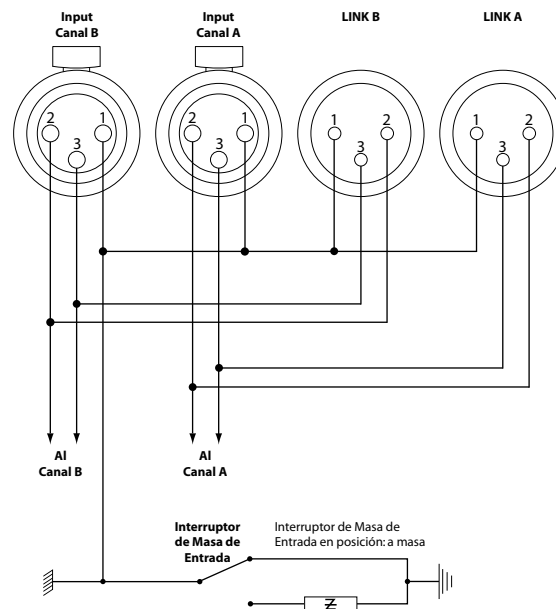 Input
Canal B
Input
Canal A
LINK B
LINK A
2
1
3
2
1
3
1
2
3
1
2
3
Al
Canal B
Al
Canal A
Interruptor
de Masa de
Entrada
Interruptor de Masa de
Entrada en posición: a masa
Z